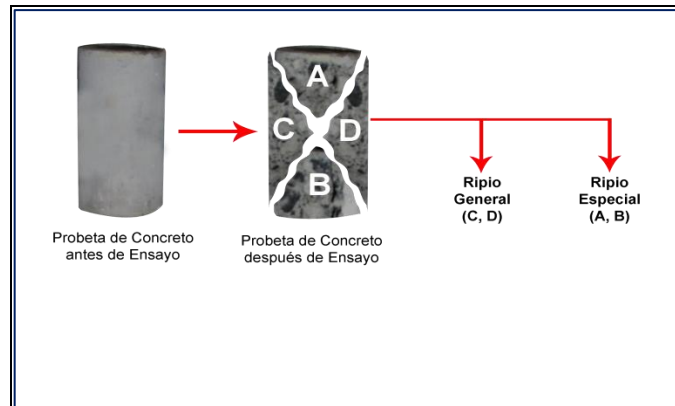 A
C
D
B
Probeta de Concreto
antes de Ensayo
Probeta de Concreto
después de Ensayo
Ripio
General
(C, D)
Ripio
Especial
(A, B)